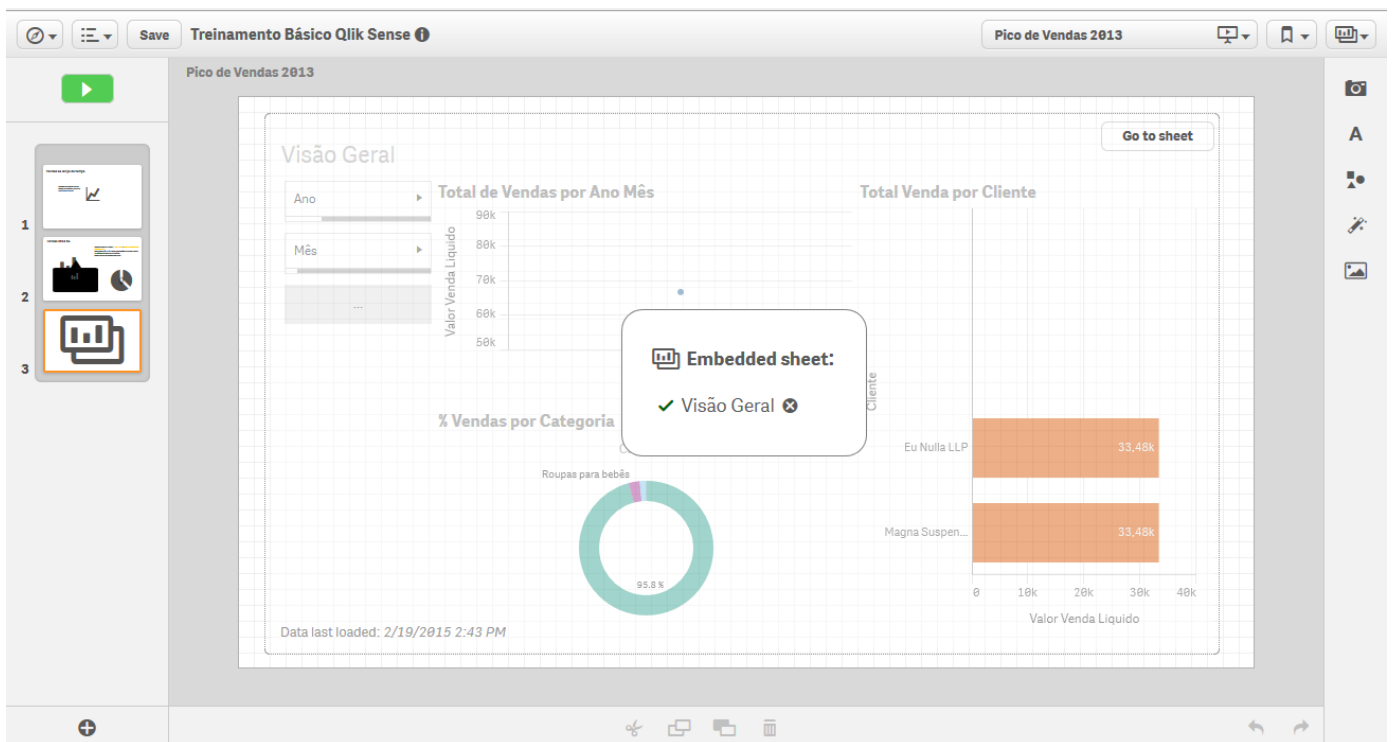 Save
Treinamento Básico Qlik Sense
Pico de Vendas 2013
Pico de Vendas 2013
1
2
3
Go to sheet
Visão Geral
Ano
Mês
...
Total de Vendas por Ano Mês
Valor Venda Líquido
90k
80k
70k
60k
50k
Total Venda por Cliente
Cliente
Eu Nulla LLP
33,48k
Magna Suspen...
33,48k
0
10k
20k
30k
40k
Valor Venda Líquido
Embedded sheet:
Visão Geral
% Vendas por Categoria
Roupas para bebês
95.8 %
Data last loaded: 2/19/2015 2:43 PM
A